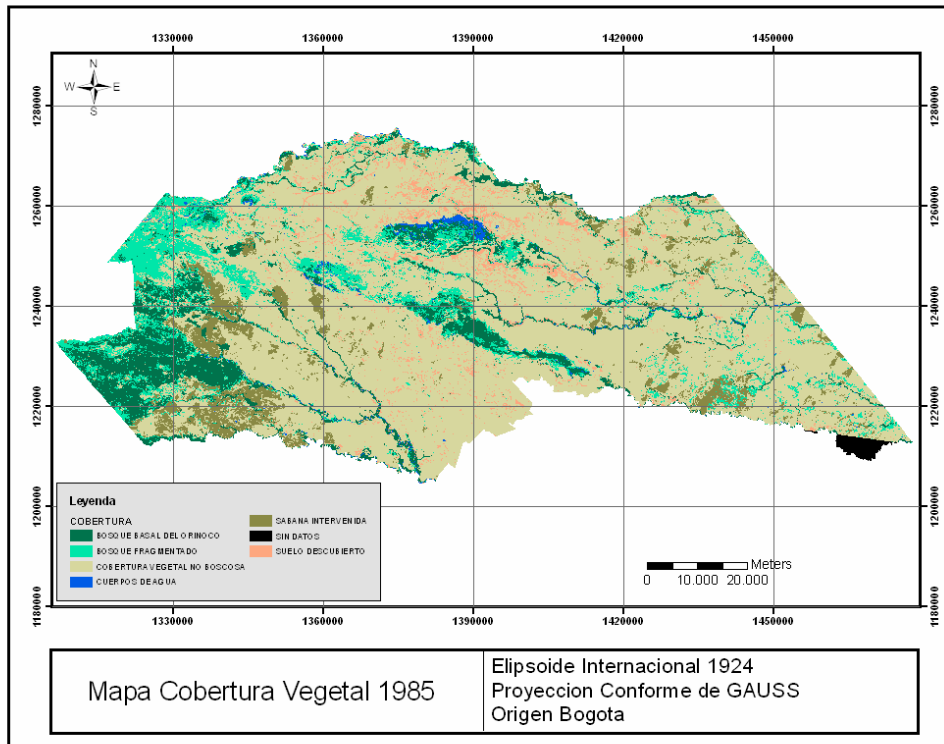 1330000 1360000 1390000 1420000 1450000
N
W E
S
1280000 1280000
1260000 1260000
1240000 1240000
1220000 1220000
1200000 1200000
1180000 1180000
Leyenda
COBERTURA
BOSQUE BASAL DEL ORINOCO
BOSQUE FRAGMENTADO
COBERTURA VEGETAL NO BOSCOSA
CUERPOS DE AGUA
SABANA INTERVENIDA
SIN DATOS
SUELO DESCUBIERTO
Meters
0 10.000 20.000
1330000 1360000 1390000 1420000 1450000
Mapa Cobertura Vegetal 1985
Elipsoide Internacional 1924
Proyeccion Conforme de GAUSS
Origen Bogota